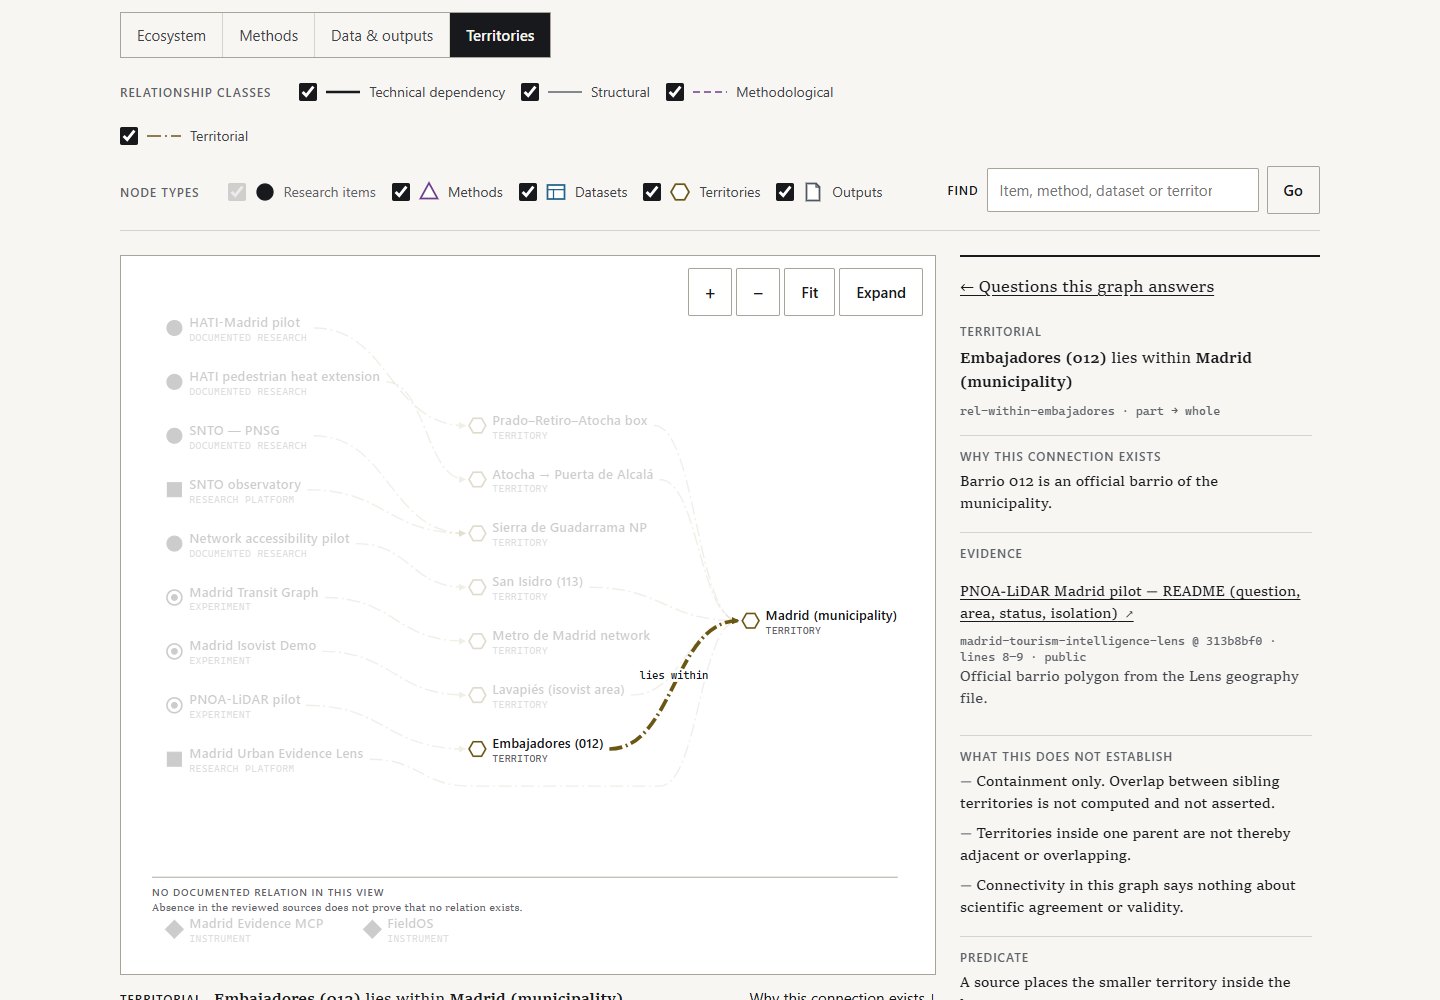 Ecosystem
Methods
Data & outputs
Territories
RELATIONSHIP CLASSES
Technical dependency
Structural
Methodological
Territorial
NODE TYPES
Research items
Methods
Datasets
Territories
Outputs
FIND
Item, method, dataset or territor
Go
+
−
Fit
Expand
HATI-Madrid pilot
DOCUMENTED RESEARCH
HATI pedestrian heat extension
DOCUMENTED RESEARCH
SNTO — PNSG
DOCUMENTED RESEARCH
SNTO observatory
RESEARCH PLATFORM
Network accessibility pilot
DOCUMENTED RESEARCH
Madrid Transit Graph
EXPERIMENT
Madrid Isovist Demo
EXPERIMENT
PNOA-LiDAR pilot
EXPERIMENT
Madrid Urban Evidence Lens
RESEARCH PLATFORM
Prado–Retiro–Atocha box
TERRITORY
Atocha → Puerta de Alcalá
TERRITORY
Sierra de Guadarrama NP
TERRITORY
San Isidro (113)
TERRITORY
Metro de Madrid network
TERRITORY
Lavapiés (isovist area)
TERRITORY
Embajadores (012)
TERRITORY
lies within
Madrid (municipality)
TERRITORY
NO DOCUMENTED RELATION IN THIS VIEW
Absence in the reviewed sources does not prove that no relation exists.
Madrid Evidence MCP
INSTRUMENT
FieldOS
INSTRUMENT
TERRITORIAL Embajadores (012) lies within Madrid (municipality)
Why this connection exists ↓
← Questions this graph answers
TERRITORIAL
Embajadores (012) lies within Madrid
(municipality)
rel-within-embajadores · part → whole
WHY THIS CONNECTION EXISTS
Barrio 012 is an official barrio of the
municipality.
EVIDENCE
PNOA-LiDAR Madrid pilot — README (question,
area, status, isolation) ↗
madrid-tourism-intelligence-lens @ 313b8bf0 ·
lines 8–9 · public
Official barrio polygon from the Lens geography
file.
WHAT THIS DOES NOT ESTABLISH
— Containment only. Overlap between sibling
territories is not computed and not asserted.
— Territories inside one parent are not thereby
adjacent or overlapping.
— Connectivity in this graph says nothing about
scientific agreement or validity.
PREDICATE
A source places the smaller territory inside the